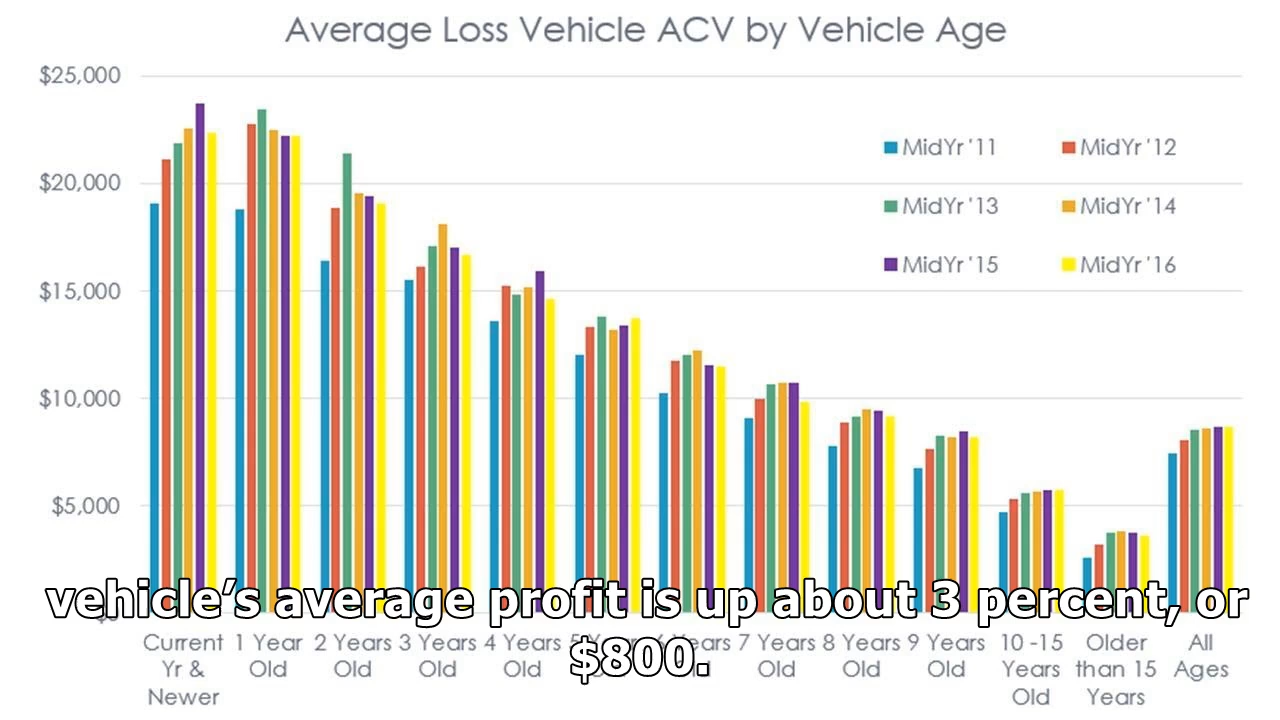 Average Loss Vehicle ACV by Vehicle Age
$25,000
$20,000
$15,000
$10,000
$5,000
MidYr '11
MidYr '12
MidYr '13
MidYr '14
MidYr '15
MidYr '16
vehicle’s average profit is up about 3 percent, or
$800.
Current
Yr &
Newer
1 Year
Old
2 Years
Old
3 Years
Old
4 Years
Old
7 Years
Old
8 Years
Old
9 Years
Old
10 -15
Years
Old
Older
than 15
Years
All
Ages